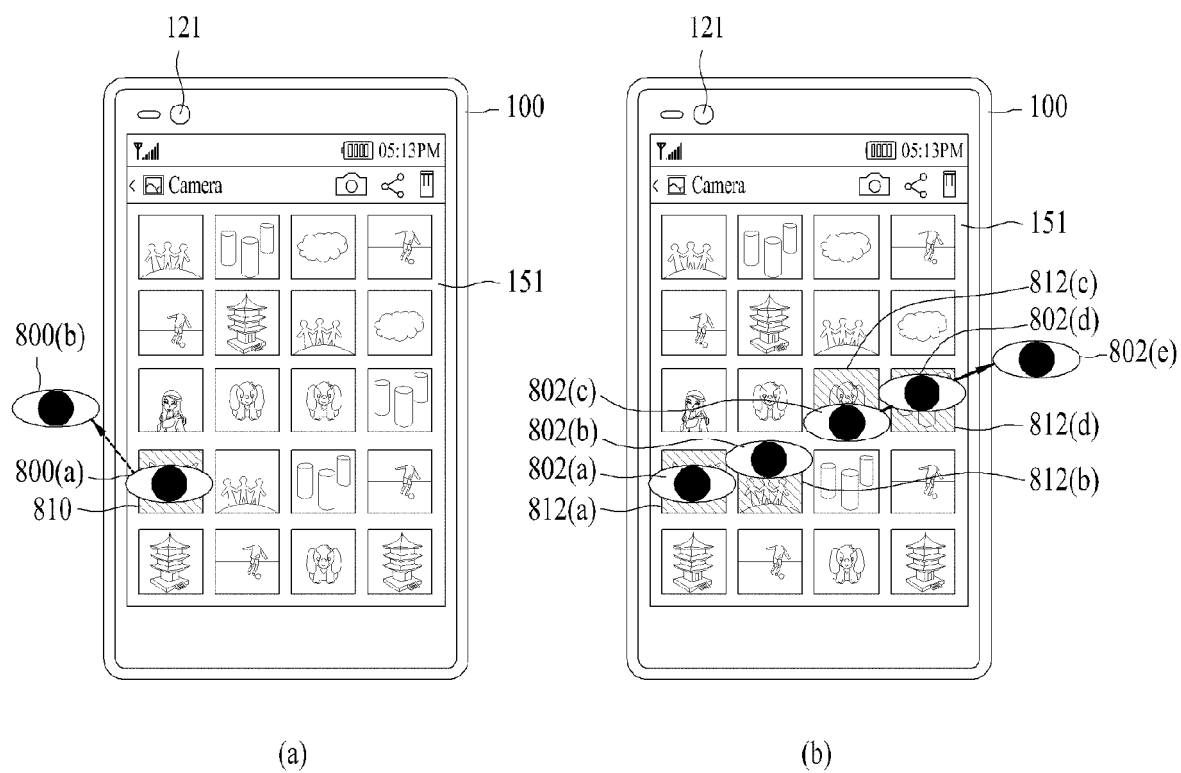 121
100
05:13PM
Camera
151
800(b)
800(a)
810
(a)
121
100
05:13PM
Camera
151
812(c)
802(d)
802(e)
802(c)
802(b)
812(d)
802(a)
812(b)
812(a)
(b)